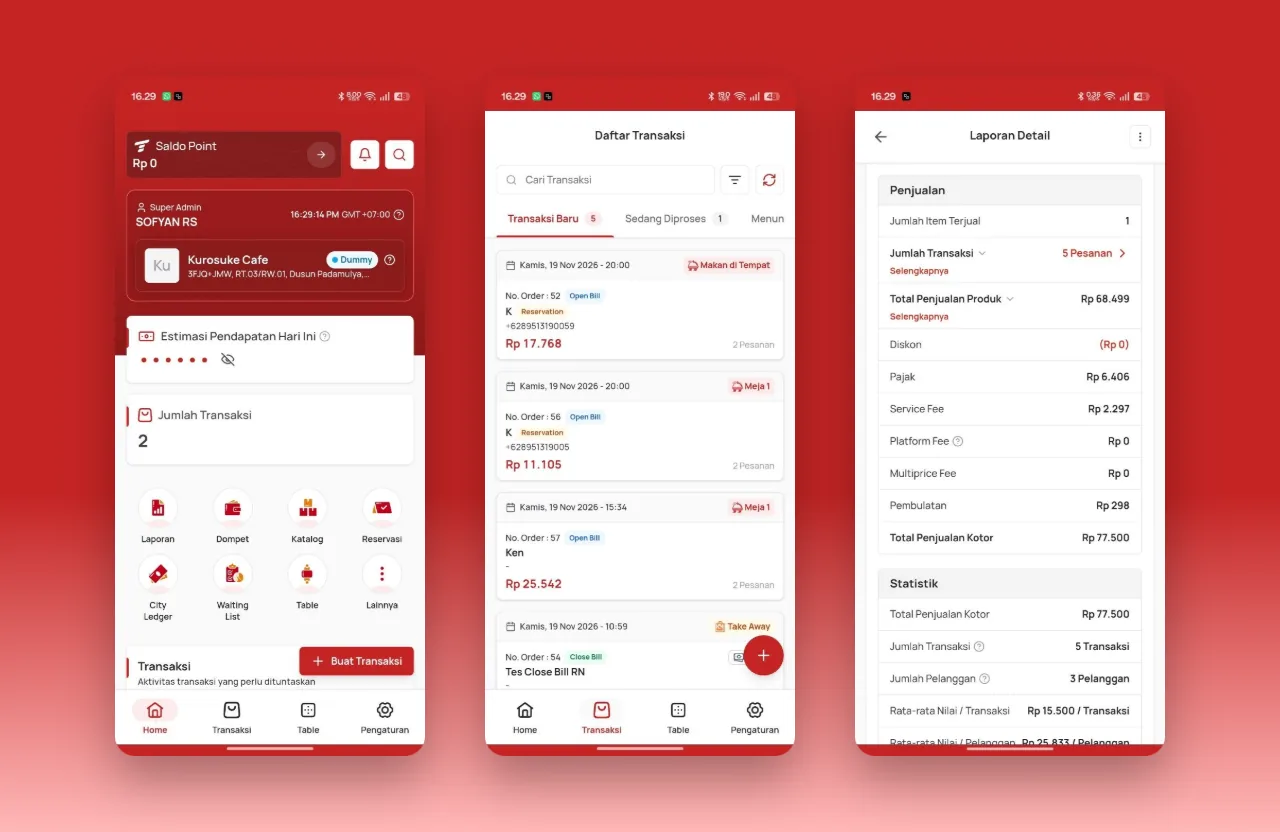 16.29
Saldo Point
Rp 0
Super Admin
SOFYAN RS
16:29:14 PM GMT +07:00
Ku
Kurosuke Cafe
Dummy
3FJQ+JMW, RT.03/RW.01, Dusun Padamulya,...
Estimasi Pendapatan Hari Ini
Jumlah Transaksi
2
Laporan
Dompet
Katalog
Reservasi
City Ledger
Waiting List
Table
Lainnya
Transaksi
Aktivitas transaksi yang perlu dituntaskan
+ Buat Transaksi
Home
Transaksi
Table
Pengaturan
16.29
Daftar Transaksi
Cari Transaksi
Transaksi Baru 5
Sedang Diproses 1
Menun
Kamis, 19 Nov 2026 - 20:00
Makan di Tempat
No. Order : 52 Open Bill
K Reservation
+6289513190059
Rp 17.768
2 Pesanan
Kamis, 19 Nov 2026 - 20:00
Meja 1
No. Order : 56 Open Bill
K Reservation
+628951319005
Rp 11.105
2 Pesanan
Kamis, 19 Nov 2026 - 15:34
Meja 1
No. Order : 57 Open Bill
Ken
-
Rp 25.542
2 Pesanan
Kamis, 19 Nov 2026 - 10:59
Take Away
No. Order : 54 Close Bill
Tes Close Bill RN
-
Home
Transaksi
Table
Pengaturan
16.29
Laporan Detail
Penjualan
Jumlah Item Terjual 1
Jumlah Transaksi 5 Pesanan
Selengkapnya
Total Penjualan Produk Rp 68.499
Selengkapnya
Diskon (Rp 0)
Pajak Rp 6.406
Service Fee Rp 2.297
Platform Fee Rp 0
Multiprice Fee Rp 0
Pembulatan Rp 298
Total Penjualan Kotor Rp 77.500
Statistik
Total Penjualan Kotor Rp 77.500
Jumlah Transaksi 5 Transaksi
Jumlah Pelanggan 3 Pelanggan
Rata-rata Nilai / Transaksi Rp 15.500 / Transaksi
Rata-rata Nilai / Pelanggan Rp 25.833 / Pelanggan